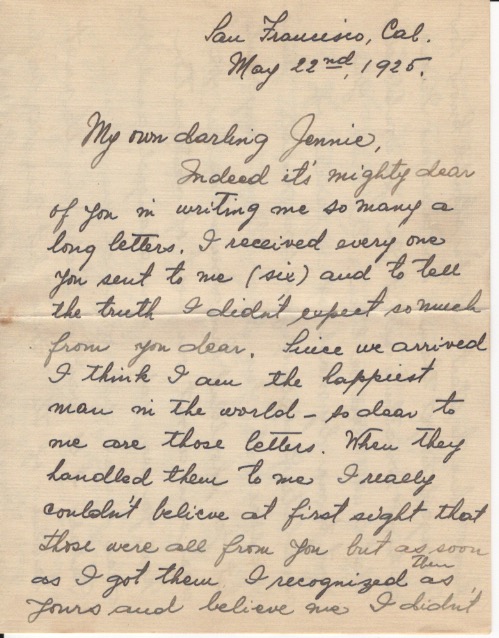 San Francisco, Cal.
May 22nd, 1925.
My own darling Jennie,
Indeed it's mighty dear
of you in writing me so many a
long letters. I received every one
you sent to me (six) and to tell
the truth I didn't expect so much
from you dear. Since we arrived
I think I am the happiest
man in the world – so dear to
me are those letters. When they
handled them to me I really
couldn't believe at first sight that
those were all from you but as soon
as I got them I recognized them as
yours and believe me I didn't